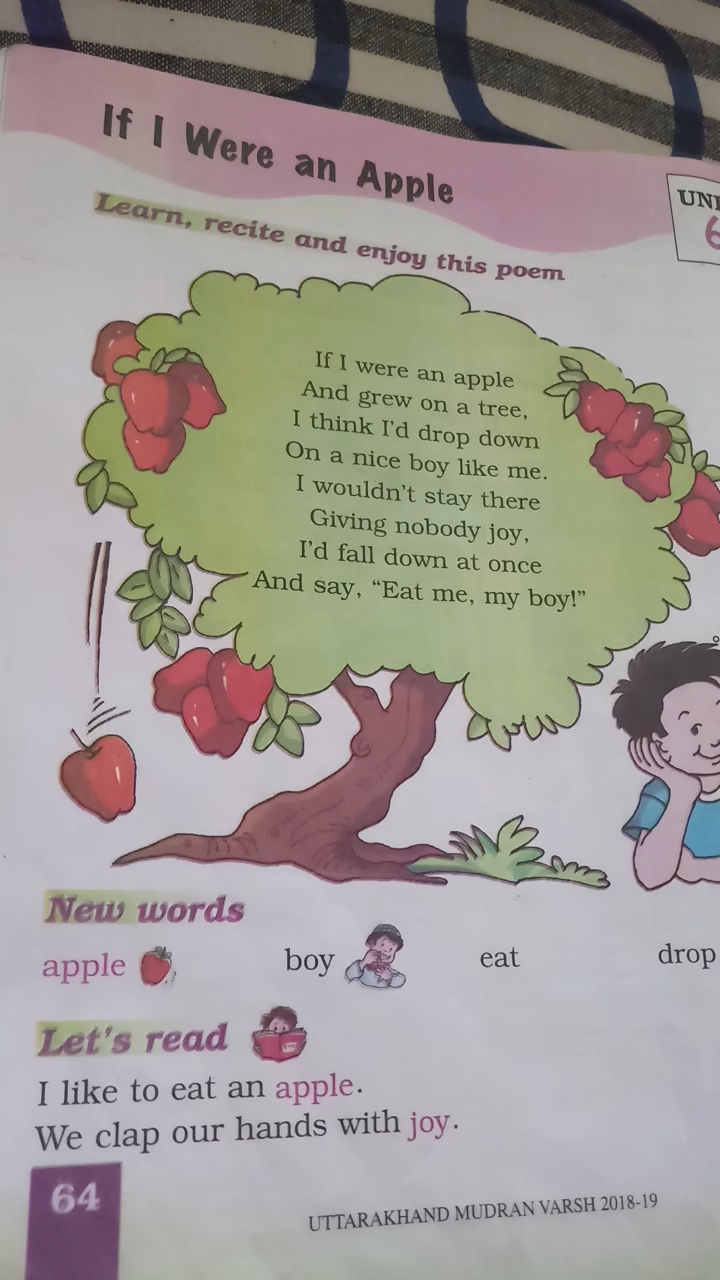 If I Were an Apple
Learn, recite and enjoy this poem
If I were an apple
And grew on a tree,
I think I'd drop down
On a nice boy like me.
I wouldn't stay there
Giving nobody joy,
I'd fall down at once
And say, “Eat me, my boy!”
New words
apple boy eat drop
Let's read
I like to eat an apple.
We clap our hands with joy.
64
UTTARAKHAND MUDRAN VARSH 2018-19